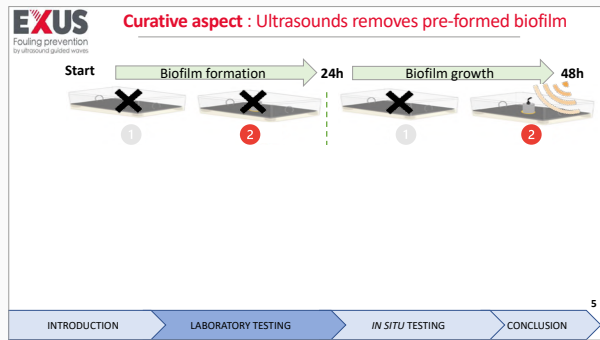 EXUS
Fouling prevention
by ultrasound guided waves
Curative aspect : Ultrasounds removes pre-formed biofilm
Start Biofilm formation 24h Biofilm growth 48h
1 2 1 2
5
INTRODUCTION LABORATORY TESTING IN SITU TESTING CONCLUSION